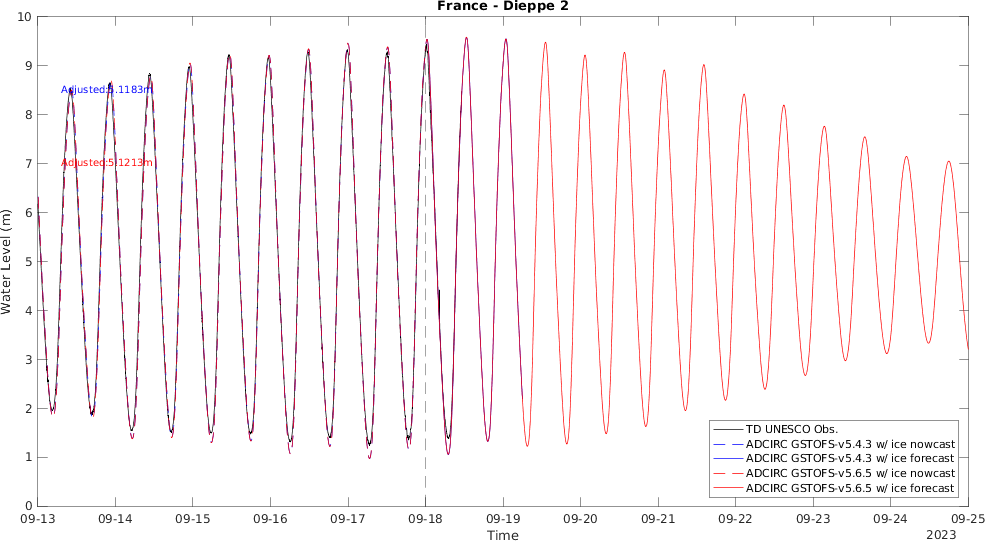 France - Dieppe 2
10
9
8
7
6
5
4
3
2
1
0
Water Level (m)
Adjusted:5.1183m
Adjusted:5.1213m
TD UNESCO Obs.
ADCIRC GSTOFS-v5.4.3 w/ ice nowcast
ADCIRC GSTOFS-v5.4.3 w/ ice forecast
ADCIRC GSTOFS-v5.6.5 w/ ice nowcast
ADCIRC GSTOFS-v5.6.5 w/ ice forecast
09-13 09-14 09-15 09-16 09-17 09-18 09-19 09-20 09-21 09-22 09-23 09-24 09-25
Time
2023